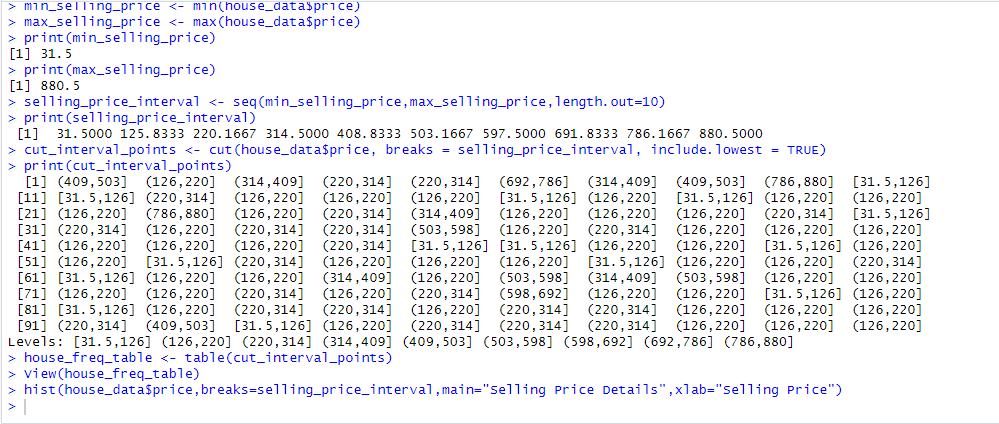 > min_selling_price <- min(house_data$price)
> max_selling_price <- max(house_data$price)
> print(min_selling_price)
[1] 31.5
> print(max_selling_price)
[1] 880.5
> selling_price_interval <- seq(min_selling_price,max_selling_price,length.out=10)
> print(selling_price_interval)
 [1]  31.5000 125.8333 220.1667 314.5000 408.8333 503.1667 597.5000 691.8333 786.1667 880.5000
> cut_interval_points <- cut(house_data$price, breaks = selling_price_interval, include.lowest = TRUE)
> print(cut_interval_points)
  [1] (409,503]  (126,220]  (314,409]  (220,314]  (220,314]  (692,786]  (314,409]  (409,503]  (786,880]  [31.5,126]
 [11] [31.5,126] (220,314]  (126,220]  (126,220]  (126,220]  [31.5,126] (126,220]  [31.5,126] (126,220]  (126,220]
 [21] (126,220]  (786,880]  (126,220]  (220,314]  (314,409]  (126,220]  (126,220]  (126,220]  (220,314]  [31.5,126]
 [31] (220,314]  (126,220]  (220,314]  (220,314]  (503,598]  (126,220]  (220,314]  (126,220]  (126,220]  (126,220]
 [41] (126,220]  (126,220]  (126,220]  (220,314]  [31.5,126] [31.5,126] (126,220]  (126,220]  [31.5,126] (126,220]
 [51] (126,220]  [31.5,126] (220,314]  (126,220]  (126,220]  (126,220]  [31.5,126] (126,220]  (126,220]  (220,314]
 [61] [31.5,126] (126,220]  (126,220]  (314,409]  (126,220]  (503,598]  (314,409]  (503,598]  (126,220]  (126,220]
 [71] (126,220]  (126,220]  (220,314]  (126,220]  (220,314]  (598,692]  (126,220]  (126,220]  [31.5,126] (126,220]
 [81] [31.5,126] (126,220]  (220,314]  (126,220]  (126,220]  (220,314]  (126,220]  (126,220]  (126,220]  (126,220]
 [91] (220,314]  (409,503]  [31.5,126] (126,220]  (220,314]  (220,314]  (220,314]  (126,220]  (126,220]  (126,220]
Levels: [31.5,126] (126,220] (220,314] (314,409] (409,503] (503,598] (598,692] (692,786] (786,880]
> house_freq_table <- table(cut_interval_points)
> View(house_freq_table)
> hist(house_data$price,breaks=selling_price_interval,main="Selling Price Details",xlab="Selling Price")
>